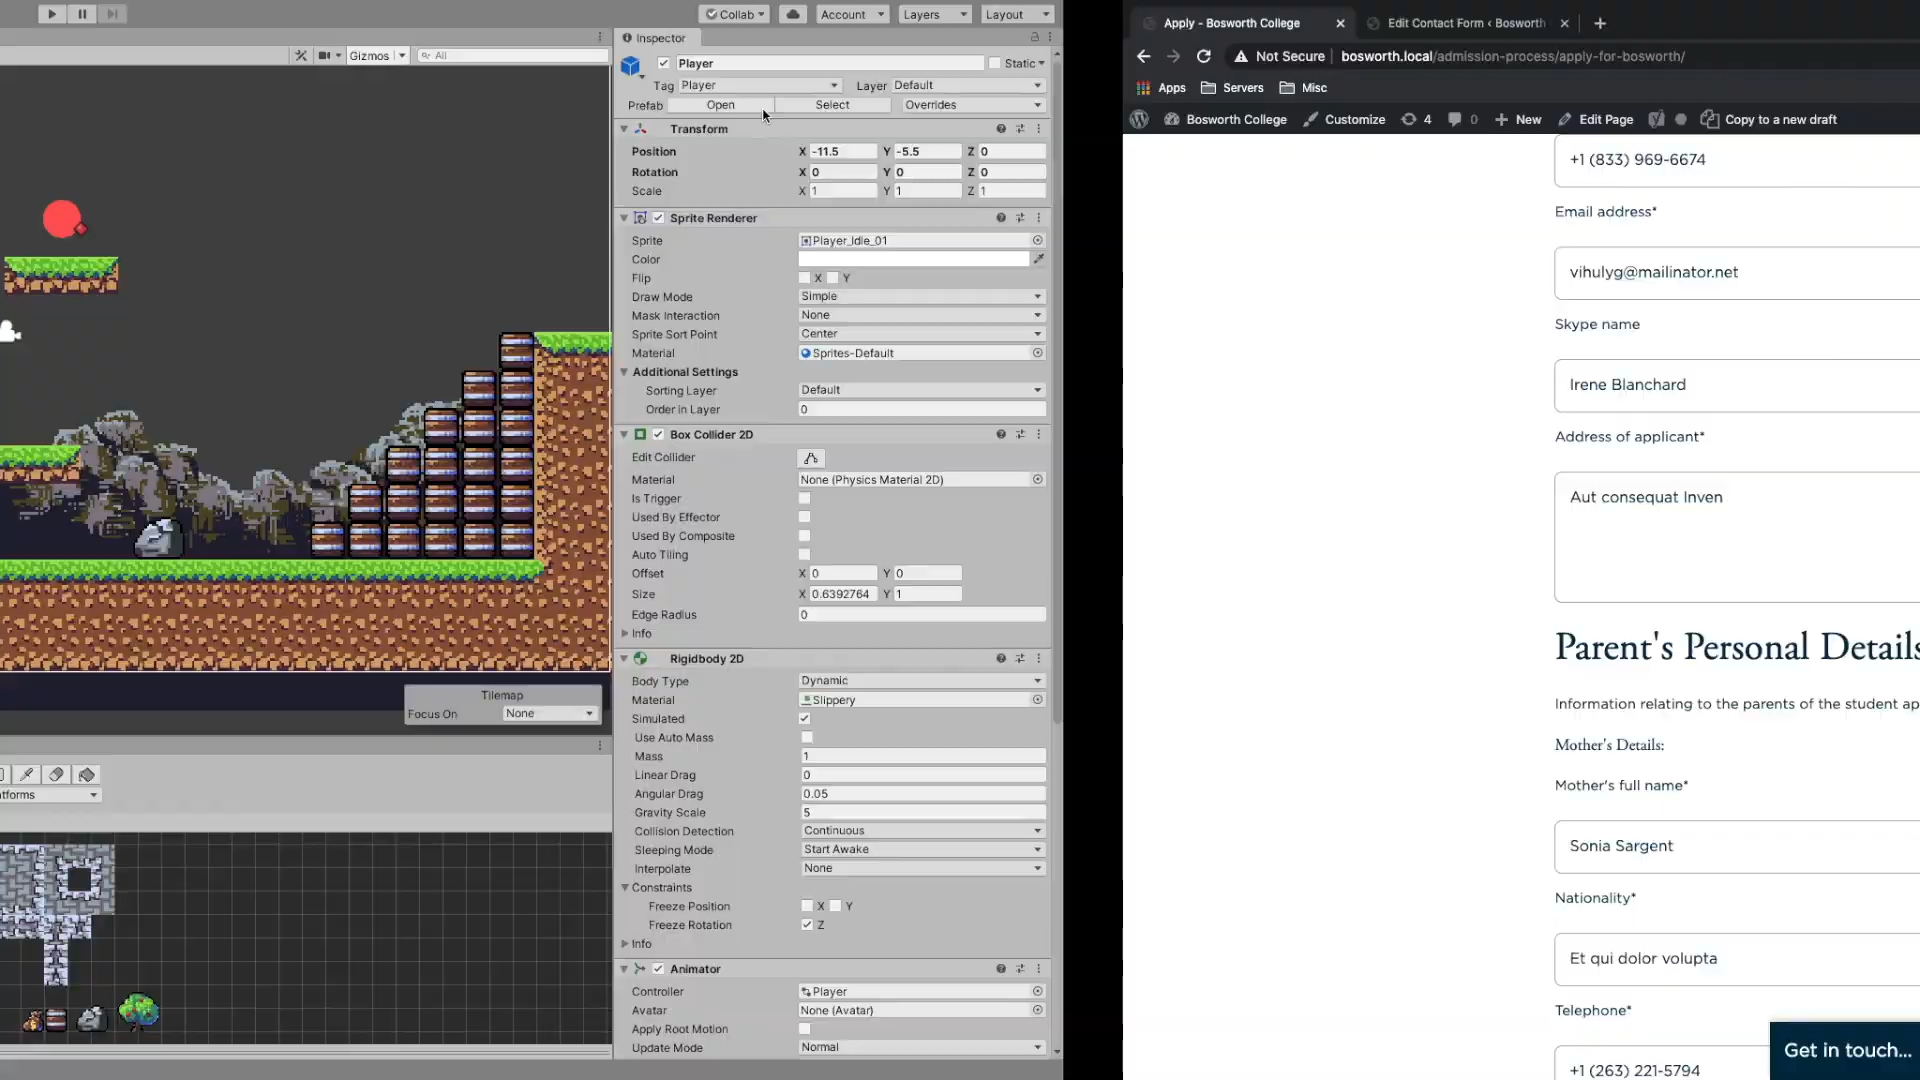 Collab
Account
Layers
Layout
Gizmos
All
Inspector
Player
Static
Tag Player
Layer Default
Prefab
Open
Select
Overrides
Transform
Position X -11.5 Y -5.5 Z 0
Rotation X 0 Y 0 Z 0
Scale X 1 Y 1 Z 1
Sprite Renderer
Sprite Player_Idle_01
Color
Flip X Y
Draw Mode Simple
Mask Interaction None
Sprite Sort Point Center
Material Sprites-Default
Additional Settings
Sorting Layer Default
Order in Layer 0
Box Collider 2D
Edit Collider
Material None (Physics Material 2D)
Is Trigger
Used By Effector
Used By Composite
Auto Tiling
Offset X 0 Y 0
Size X 0.6392764 Y 1
Edge Radius 0
Info
Rigidbody 2D
Body Type Dynamic
Material Slippery
Simulated
Use Auto Mass
Mass 1
Linear Drag 0
Angular Drag 0.05
Gravity Scale 5
Collision Detection Continuous
Sleeping Mode Start Awake
Interpolate None
Constraints
Freeze Position X Y
Freeze Rotation Z
Info
Animator
Controller Player
Avatar None (Avatar)
Apply Root Motion
Update Mode Normal
Tilemap
Focus On None
tforms
Apply - Bosworth College
Edit Contact Form ‹ Bosworth
Not Secure bosworth.local/admission-process/apply-for-bosworth/
Apps
Servers
Misc
Bosworth College
Customize
4
0
New
Edit Page
Copy to a new draft
+1 (833) 969-6674
Email address*
vihulyg@mailinator.net
Skype name
Irene Blanchard
Address of applicant*
Aut consequat Inven
Parent's Personal Details
Information relating to the parents of the student ap
Mother's Details:
Mother's full name*
Sonia Sargent
Nationality*
Et qui dolor volupta
Telephone*
+1 (263) 221-5794
Get in touch...